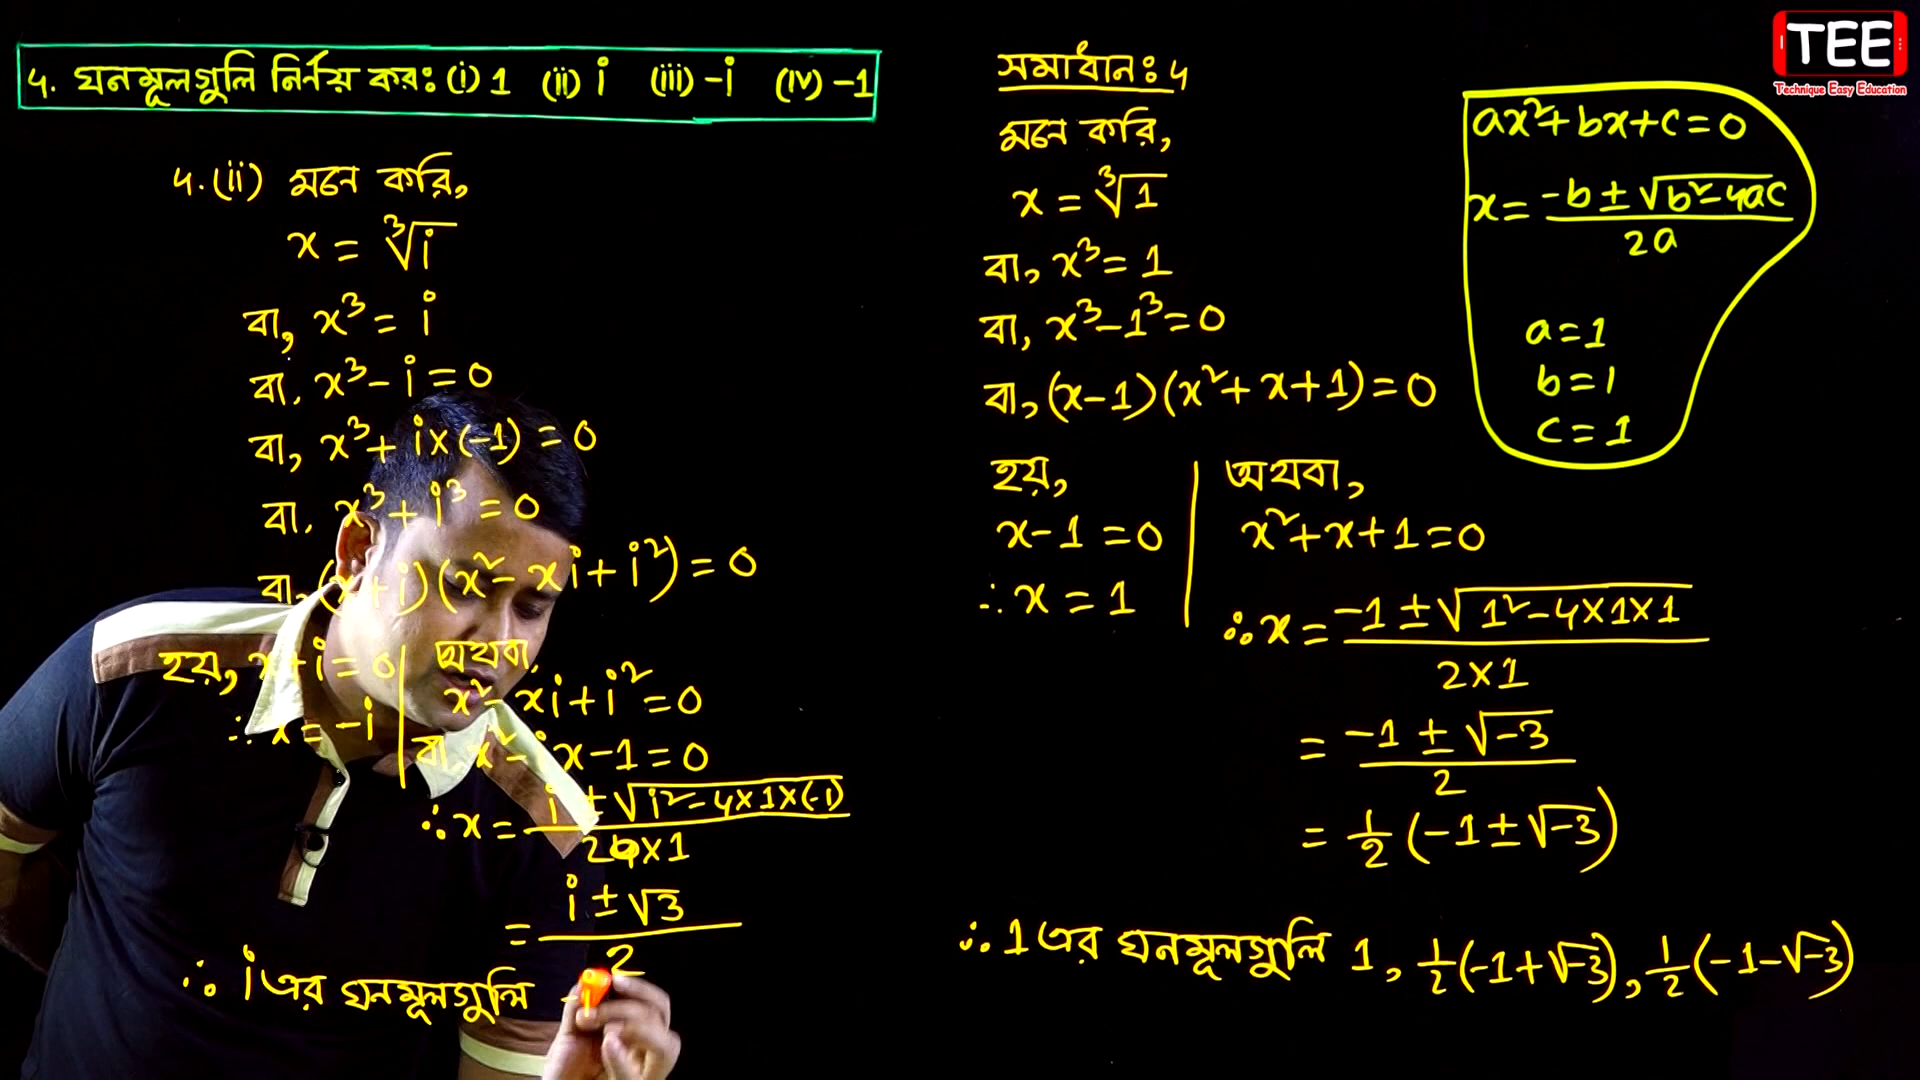 ৫. ঘনমূলগুলি নির্ণয় কর: (i) 1 (ii) i (iii) -i (iv) -1
৫.(ii) মনে করি,
x = ∛i
বা, x³ = i
বা, x³ - i = 0
বা, x³ + i×(-1) = 0
বা, x³ + i³ = 0
বা, (x+i)(x² - xi + i²) = 0
হয়, x+i = 0
∴ x = -i
অথবা,
x² - xi + i² = 0
বা, x² - ix - 1 = 0
∴ x = i ± √i²-4×1×(-1)
2×1
= i ± √3
2
∴ i এর ঘনমূলগুলি -i
সমাধান: ৫
মনে করি,
x = ∛1
বা, x³ = 1
বা, x³ - 1³ = 0
বা, (x-1)(x² + x + 1) = 0
হয়,
x - 1 = 0
∴ x = 1
অথবা,
x² + x + 1 = 0
∴ x = -1 ± √1²-4×1×1
2×1
= -1 ± √-3
2
= ½ (-1 ± √-3)
∴ 1 এর ঘনমূলগুলি 1, ½(-1+√-3), ½(-1-√-3)
ax² + bx + c = 0
x = -b ± √b²-4ac
2a
a = 1
b = 1
c = 1
TEE
Technique Easy Education